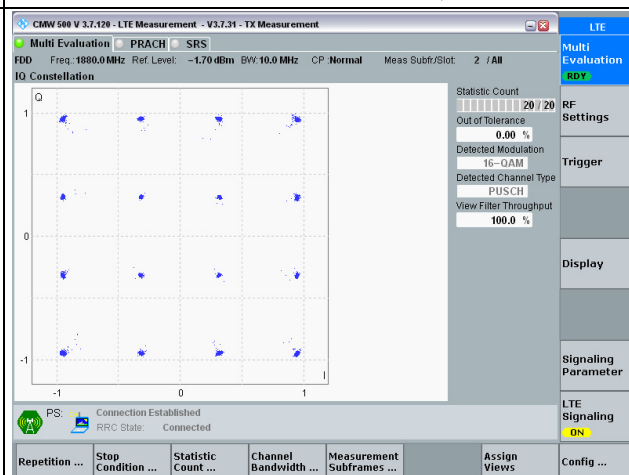 CMW 500 V 3.7.120 - LTE Measurement - V3.7.31 - TX Measurement
LTE
Multi Evaluation PRACH SRS
FDD Freq.:1880.0 MHz Ref. Level: -1.70 dBm BW:10.0 MHz CP :Normal Meas Subfr/Slot: 2 / All
IQ Constellation
Q
1
0
-1
I
-1 0 1
Statistic Count
20 / 20
Out of Tolerance
0.00 %
Detected Modulation
16-QAM
Detected Channel Type
PUSCH
View Filter Throughput
100.0 %
Multi
Evaluation
RDY
RF
Settings
Trigger
Display
Signaling
Parameter
LTE
Signaling
ON
PS: Connection Established
RRC State: Connected
Repetition ...
Stop
Condition ...
Statistic
Count ...
Channel
Bandwidth ...
Measurement
Subframes ...
Assign
Views
Config ...